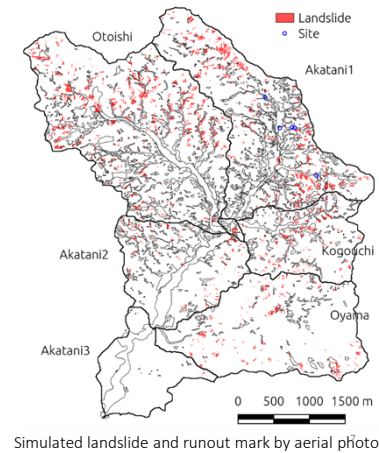 Landslide
Site
Otoishi
Akatani1
Akatani2
Kogouchi
Oyama
Akatani3
0 500 1000 1500 m
7
Simulated landslide and runout mark by aerial photo